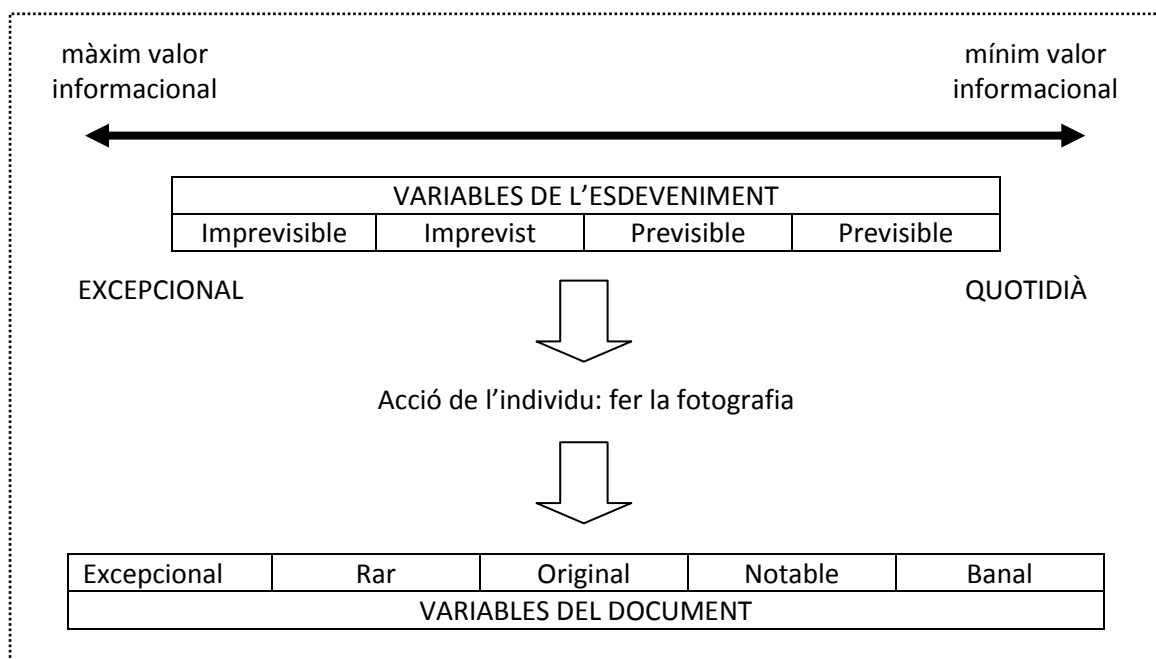 màxim valor
informacional
mínim valor
informacional
VARIABLES DE L’ESDEVENIMENT
Imprevisible Imprevist Previsible Previsible
EXCEPCIONAL QUOTIDIÀ
Acció de l’individu: fer la fotografia
Excepcional Rar Original Notable Banal
VARIABLES DEL DOCUMENT